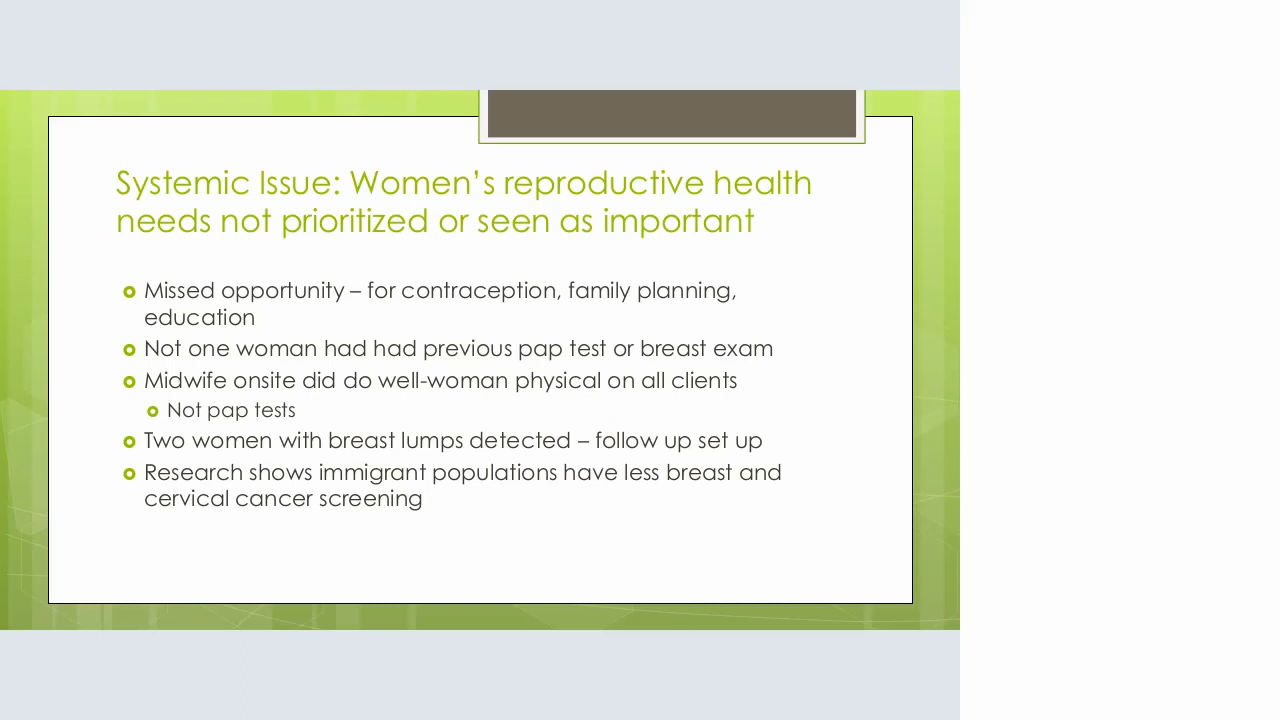 Systemic Issue: Women’s reproductive health
needs not prioritized or seen as important
Missed opportunity – for contraception, family planning,
education
Not one woman had had previous pap test or breast exam
Midwife onsite did do well-woman physical on all clients
Not pap tests
Two women with breast lumps detected – follow up set up
Research shows immigrant populations have less breast and
cervical cancer screening